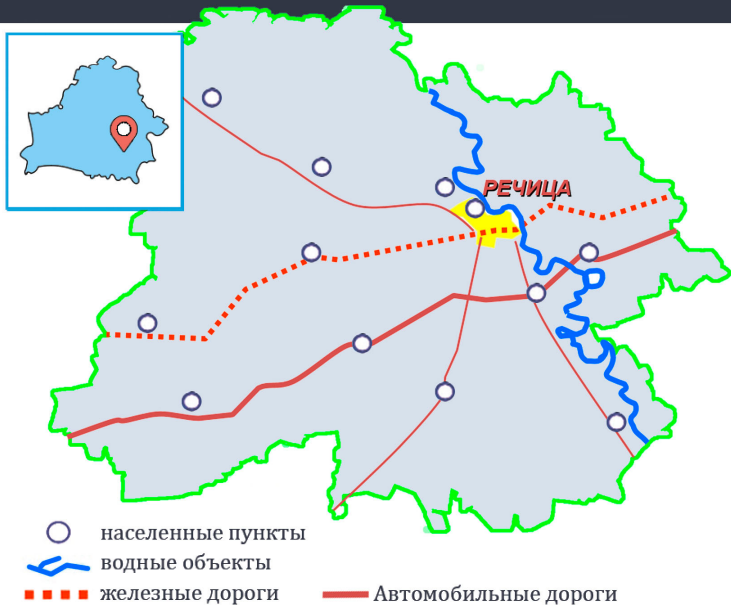 РЕЧИЦА
населенные пункты
водные объекты
железные дороги
Автомобильные дороги